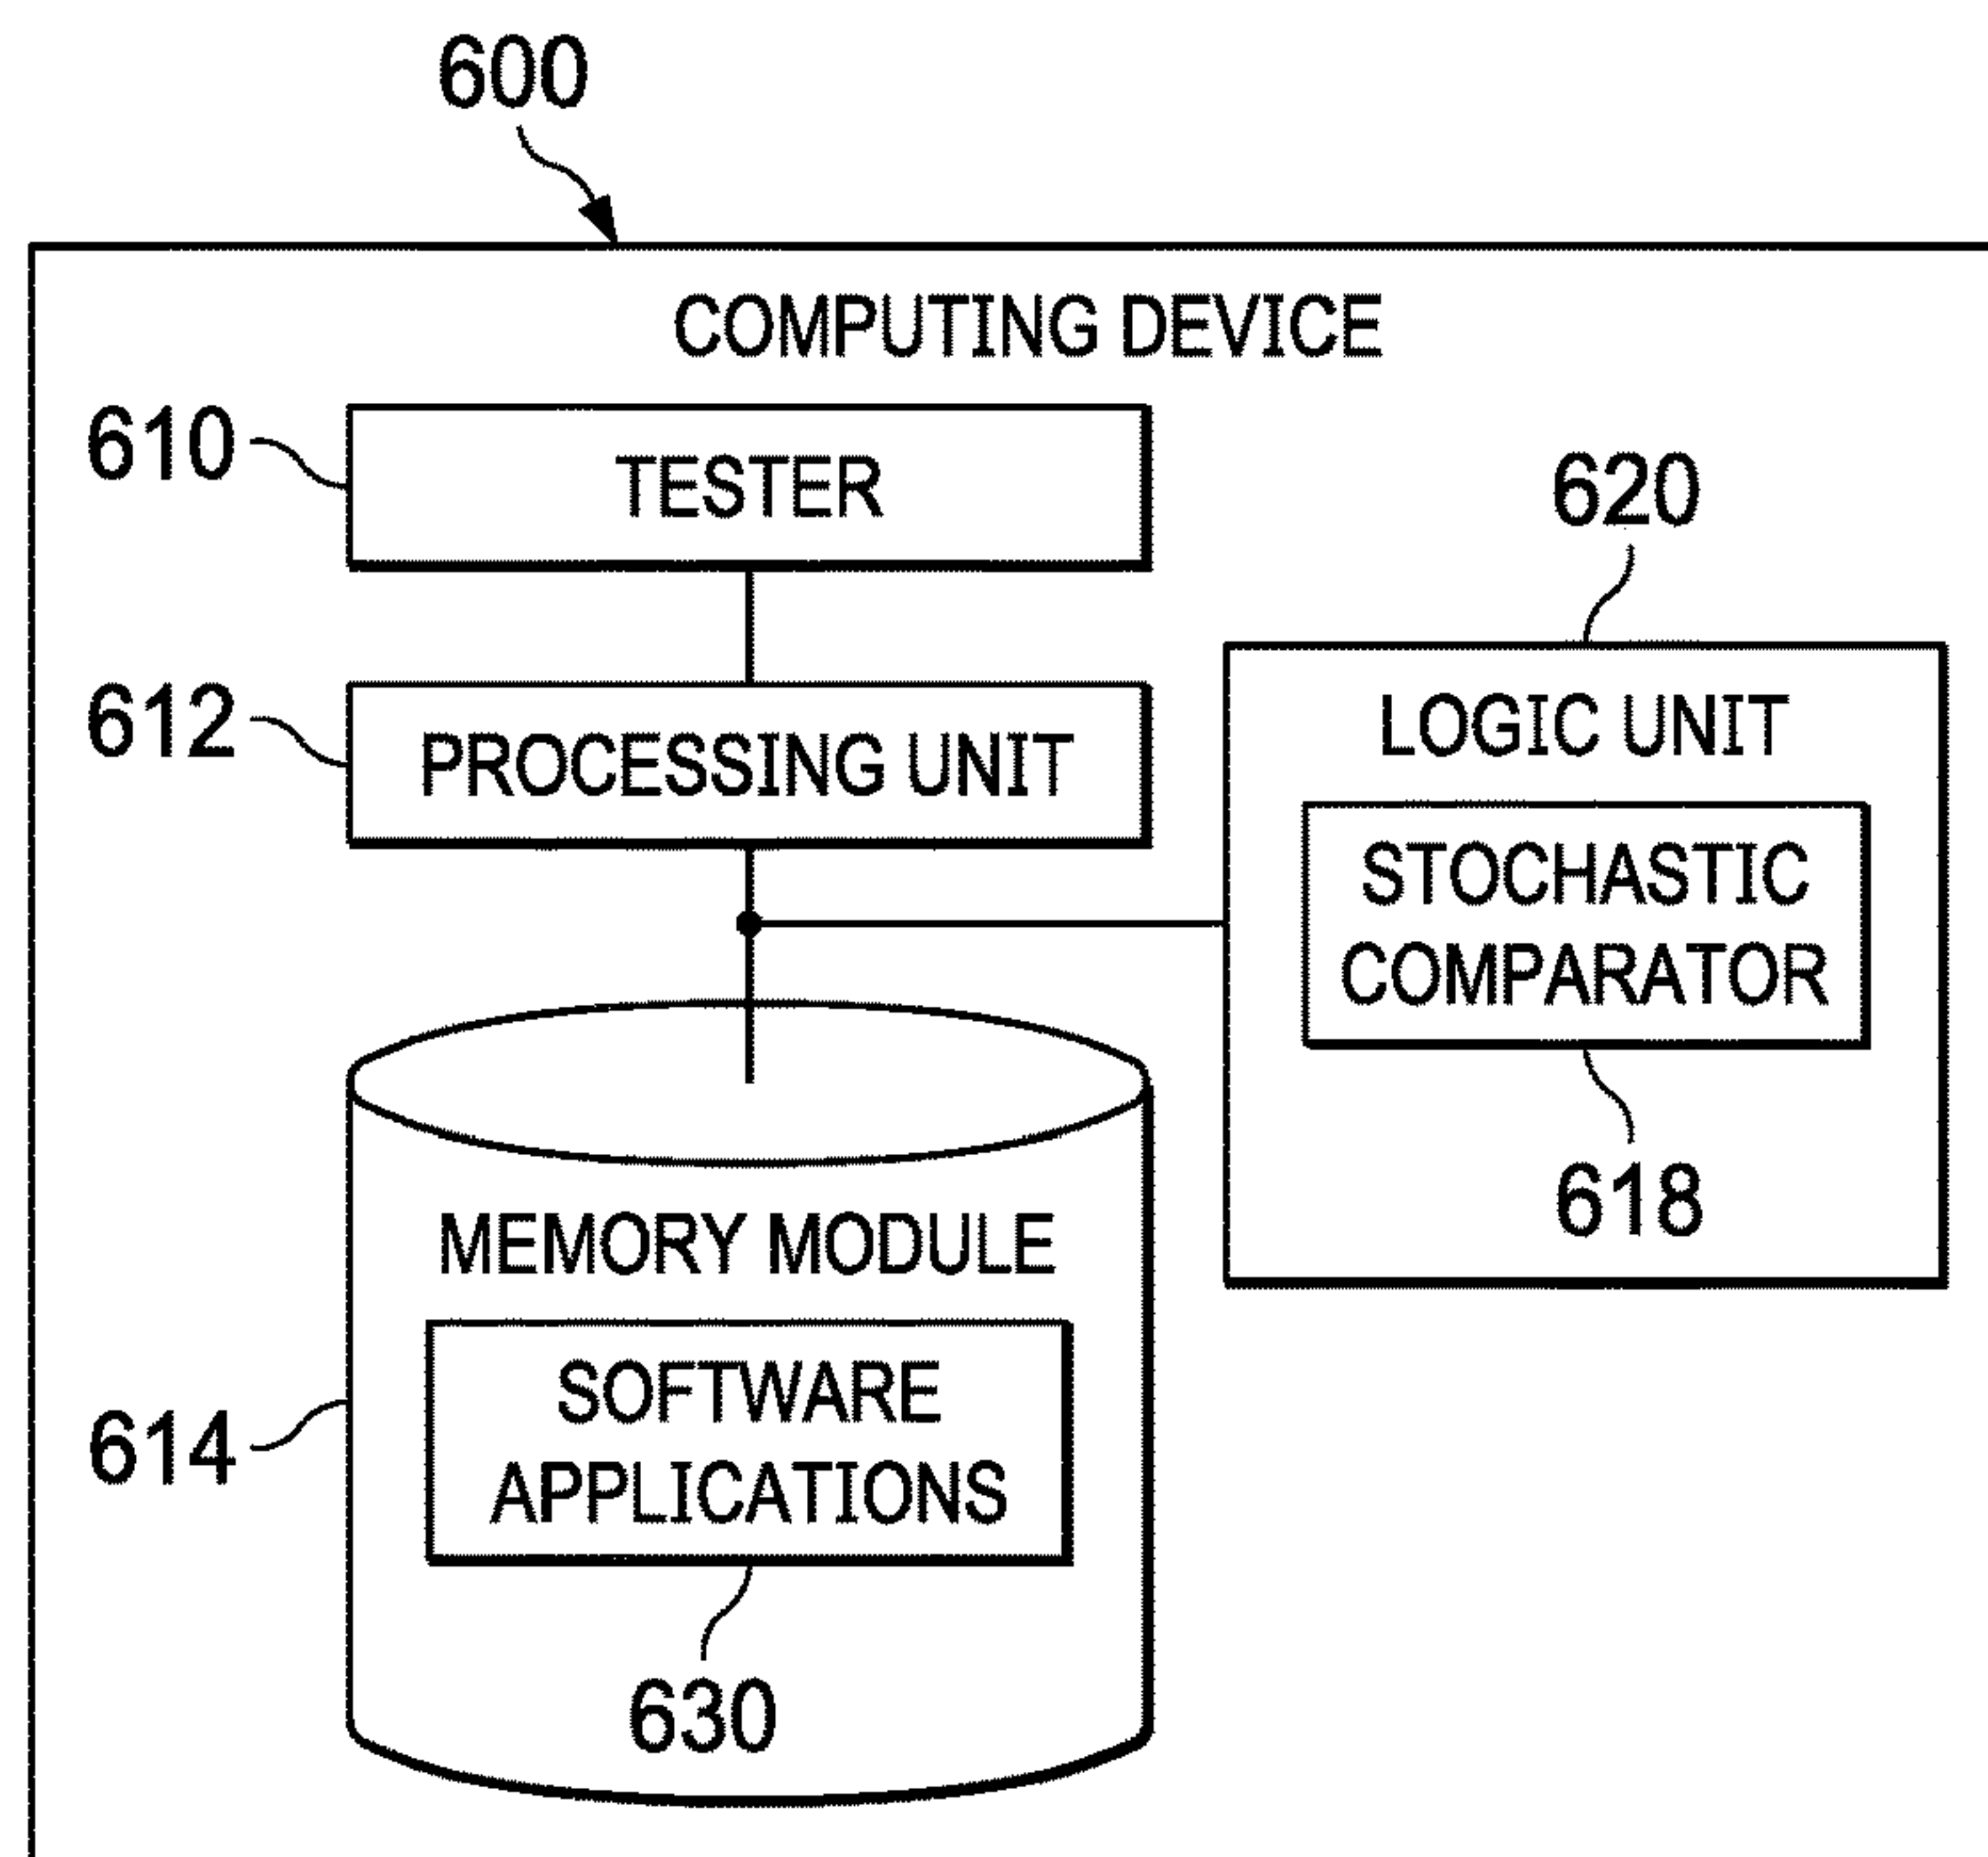 600
COMPUTING DEVICE
610
TESTER
620
612
PROCESSING UNIT
LOGIC UNIT
STOCHASTIC
COMPARATOR
618
MEMORY MODULE
614
SOFTWARE
APPLICATIONS
630